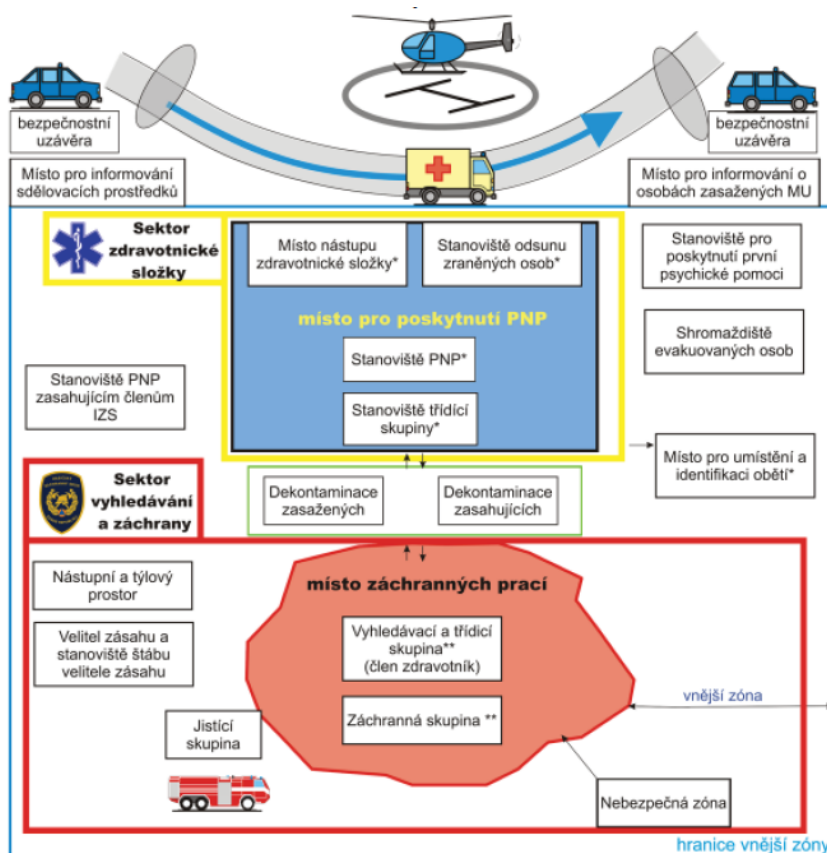 bezpečnostní
uzávěra
bezpečnostní
uzávěra
Místo pro informování
sdělovacích prostředků
Místo pro informování o
osobách zasažených MU
Sektor
zdravotnické
složky
Místo nástupu
zdravotnické složky*
Stanoviště odsunu
zraněných osob*
Stanoviště pro
poskytnutí první
psychické pomoci
místo pro poskytnutí PNP
Shromaždiště
evakuovaných osob
Stanoviště PNP*
Stanoviště PNP
zasahujícím členům
IZS
Stanoviště třídící
skupiny*
Místo pro umístění a
identifikaci obětí*
Sektor
vyhledávání
a záchrany
Dekontaminace
zasažených
Dekontaminace
zasahujících
místo záchranných prací
Nástupní a týlový
prostor
Vyhledávací a třídicí
skupina**
(člen zdravotník)
Velitel zásahu a
stanoviště štábu
velitele zásahu
vnější zóna
Záchranná skupina **
Jistící
skupina
Nebezpečná zóna
hranice vnější zóny